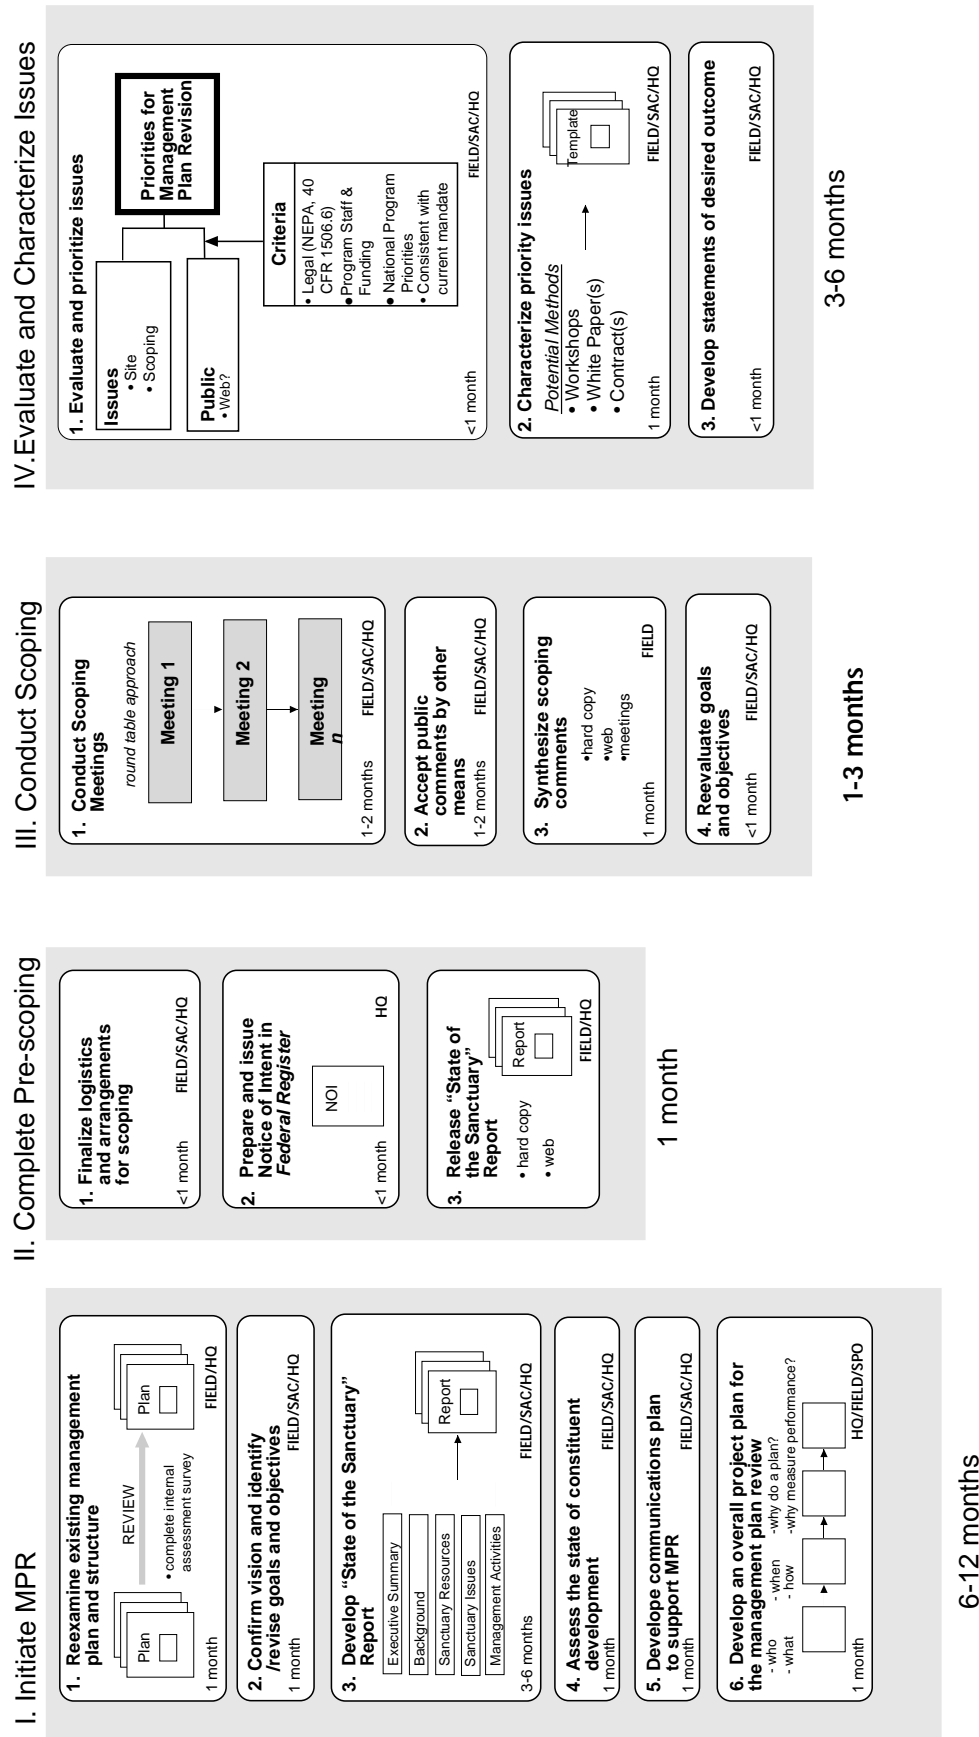 I. Initiate MPR
1. Reexamine existing management
plan and structure
Plan
REVIEW
• complete internal
assessment survey
Plan
1 month
FIELD/HQ
2. Confirm vision and identify
/revise goals and objectives
1 month
FIELD/SAC/HQ
3. Develop “State of the Sanctuary”
Report
Executive Summary
Background
Sanctuary Resources
Sanctuary Issues
Management Activities
Report
3-6 months
FIELD/SAC/HQ
4. Assess the state of constituent
development
1 month
FIELD/SAC/HQ
5. Develope communications plan
to support MPR
1 month
FIELD/SAC/HQ
6. Develop an overall project plan for
the management plan review
- who - when -why do a plan?
- what - how -why measure performance?
1 month
HQ/FIELD/SPO
6-12 months
II. Complete Pre-scoping
1. Finalize logistics
and arrangements
for scoping
<1 month
FIELD/SAC/HQ
2. Prepare and issue
Notice of Intent in
Federal Register
NOI
<1 month
HQ
3. Release “State of
the Sanctuary”
Report
• hard copy
• web
Report
FIELD/HQ
1 month
III. Conduct Scoping
1. Conduct Scoping
Meetings
round table approach
Meeting 1
Meeting 2
Meeting
n
1-2 months
FIELD/SAC/HQ
2. Accept public
comments by other
means
1-2 months
FIELD/SAC/HQ
3. Synthesize scoping
comments
•hard copy
•web
•meetings
1 month
FIELD
4. Reevaluate goals
and objectives
<1 month
FIELD/SAC/HQ
1-3 months
IV.Evaluate and Characterize Issues
1. Evaluate and prioritize issues
Issues
• Site
• Scoping
Public
• Web?
Priorities for
Management
Plan Revision
Criteria
• Legal (NEPA, 40
CFR 1506.6)
• Program Staff &
Funding
• National Program
Priorities
• Consistent with
current mandate
<1 month
FIELD/SAC/HQ
2. Characterize priority issues
Potential Methods
• Workshops
• White Paper(s)
• Contract(s)
Template
1 month
FIELD/SAC/HQ
3. Develop statements of desired outcome
<1 month
FIELD/SAC/HQ
3-6 months